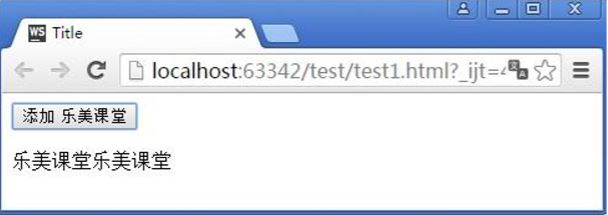 WS Title
localhost:63342/test/test1.html?_ijt=
添加 乐美课堂
乐美课堂乐美课堂